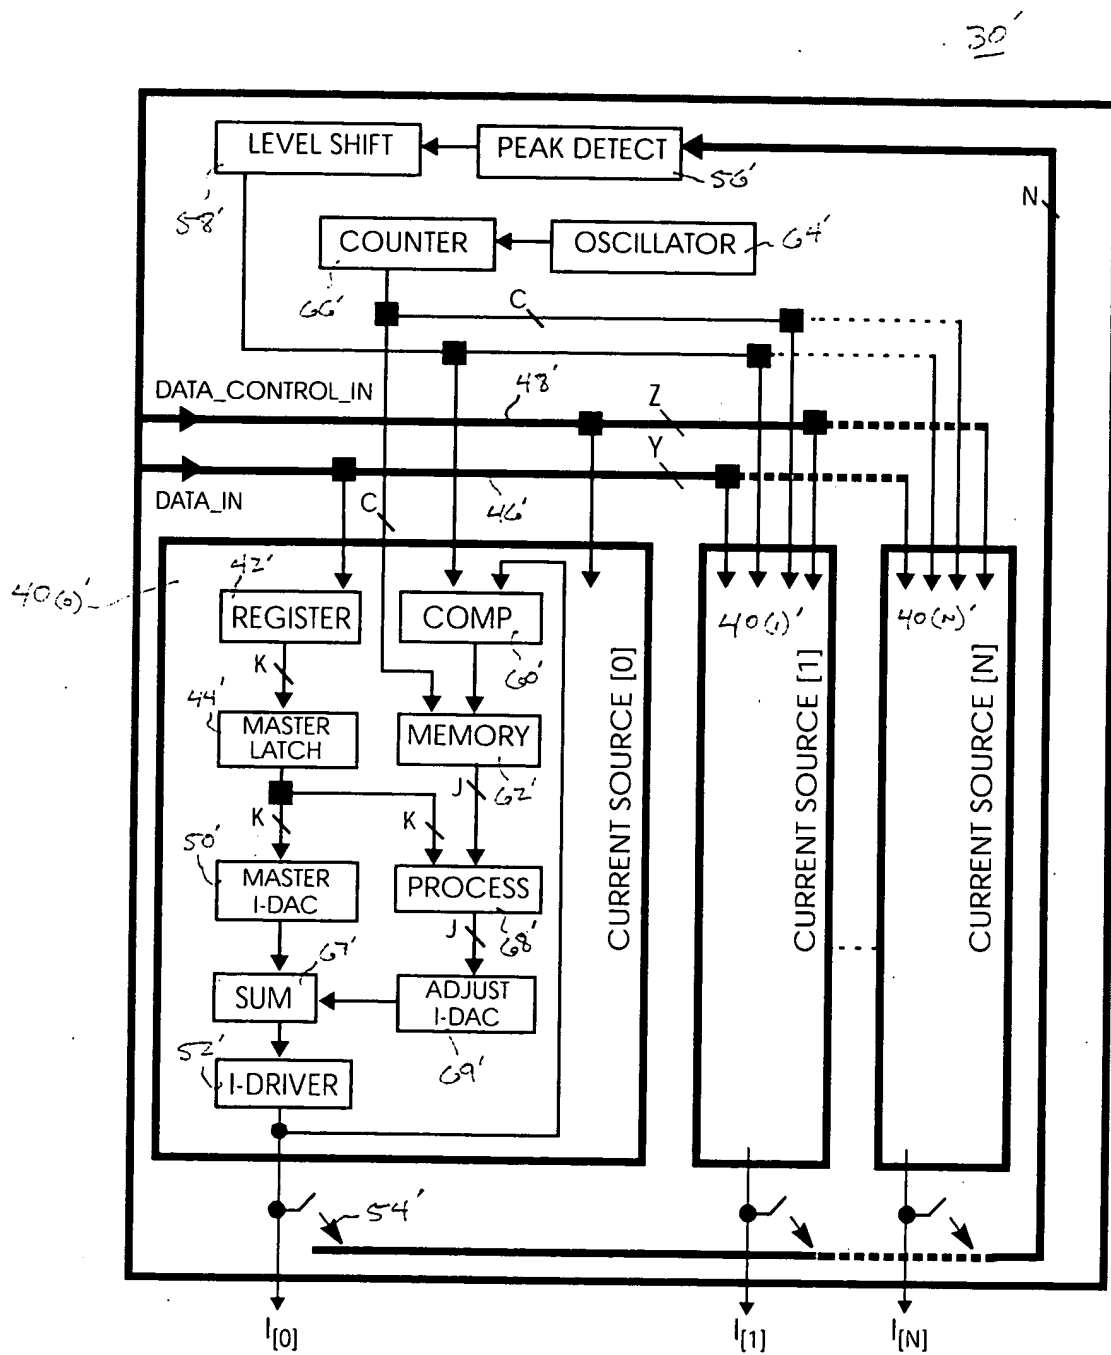 30'
LEVEL SHIFT
PEAK DETECT
58'
56'
N
COUNTER
OSCILLATOR
66'
64'
C
DATA_CONTROL_IN
48'
Z
DATA_IN
46'
Y
C
40(0)'
42'
REGISTER
COMP.
60'
K
44'
MASTER
LATCH
MEMORY
62'
J
K
K
50'
MASTER
I-DAC
PROCESS
68'
J
67'
SUM
ADJUST
I-DAC
69'
52'
I-DRIVER
CURRENT SOURCE [0]
40(1)'
CURRENT SOURCE [1]
40(N)'
CURRENT SOURCE [N]
54'
I[0]
I[1]
I[N]